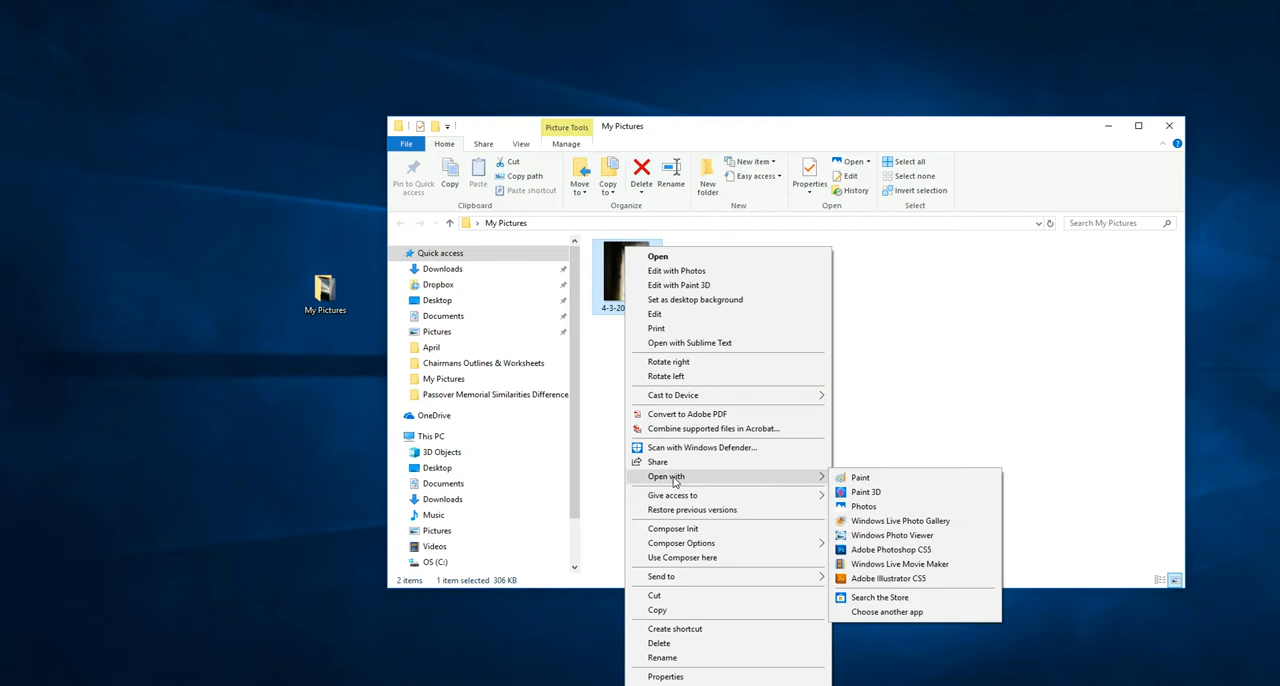 Picture Tools
My Pictures
File
Home
Share
View
Manage
Pin to Quick
access
Copy
Paste
Cut
Copy path
Paste shortcut
Clipboard
Move
to
Copy
to
Delete
Rename
Organize
New
folder
New item
Easy access
New
Properties
Open
Edit
History
Open
Select all
Select none
Invert selection
Select
My Pictures
Search My Pictures
Quick access
Downloads
Dropbox
Desktop
Documents
Pictures
April
Chairmans Outlines & Worksheets
My Pictures
Passover Memorial Similarities Difference
OneDrive
This PC
3D Objects
Desktop
Documents
Downloads
Music
Pictures
Videos
OS (C:)
2 items 1 item selected 306 KB
My Pictures
4-3-20
Open
Edit with Photos
Edit with Paint 3D
Set as desktop background
Edit
Print
Open with Sublime Text
Rotate right
Rotate left
Cast to Device
Convert to Adobe PDF
Combine supported files in Acrobat...
Scan with Windows Defender...
Share
Open with
Give access to
Restore previous versions
Composer Init
Composer Options
Use Composer here
Send to
Cut
Copy
Create shortcut
Delete
Rename
Properties
Paint
Paint 3D
Photos
Windows Live Photo Gallery
Windows Photo Viewer
Adobe Photoshop CS5
Windows Live Movie Maker
Adobe Illustrator CS5
Search the Store
Choose another app